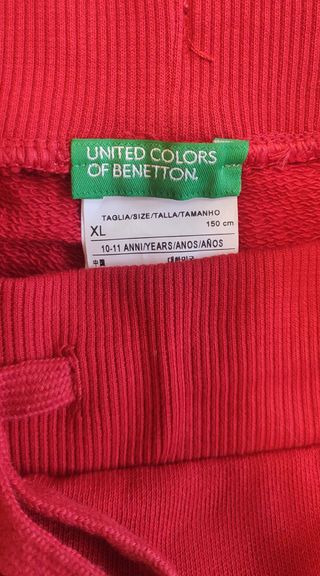 UNITED COLORS
OF BENETTON.
TAGLIA/SIZE/TALLA/TAMANHO
XL 150 cm
10-11 ANNI/YEARS/ANOS/AÑOS